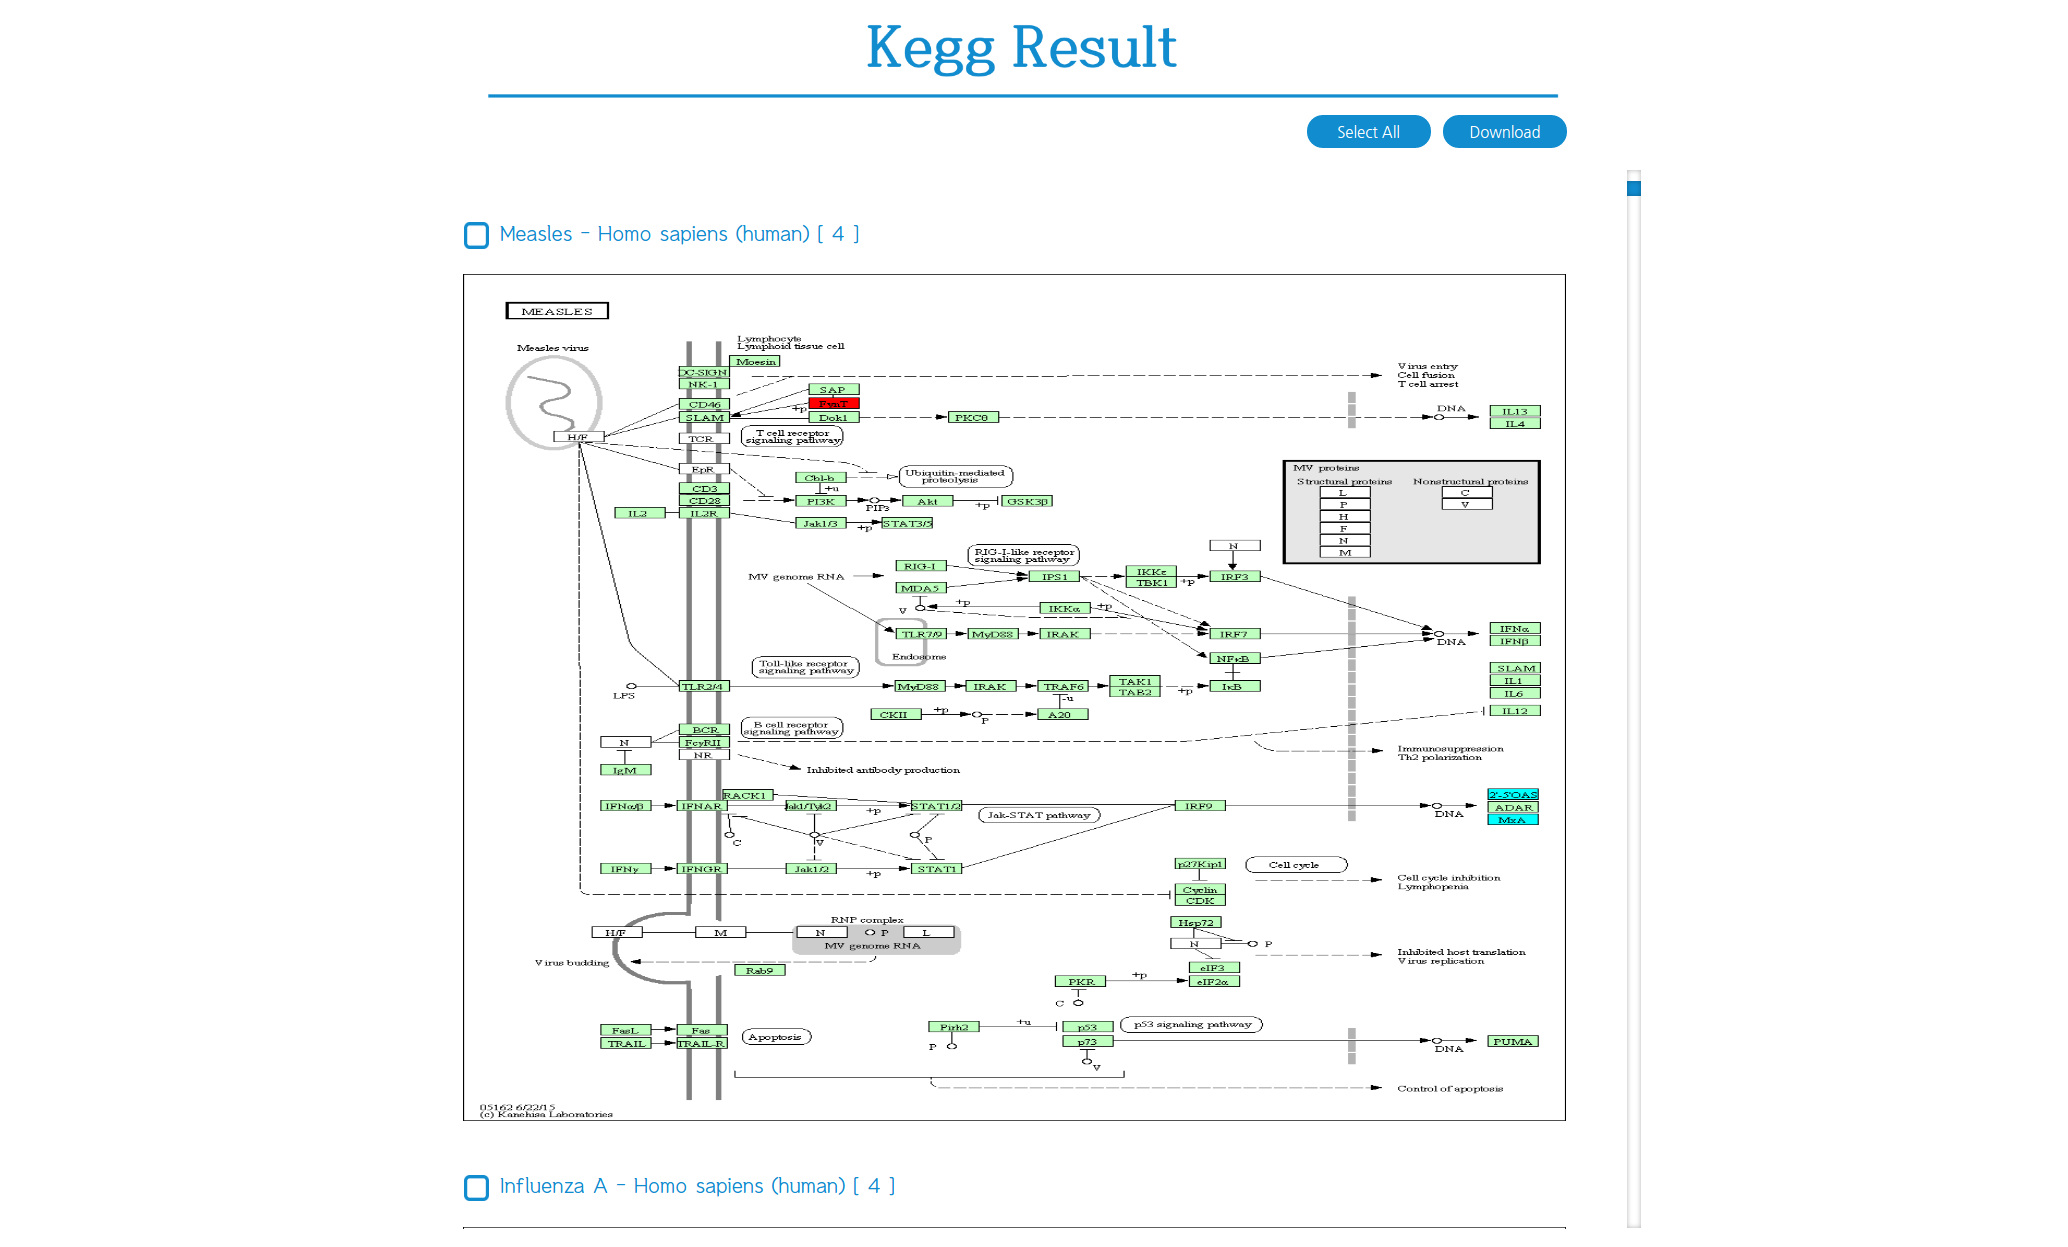 Kegg Result
Select All
Download
Measles - Homo sapiens (human) [ 4 ]
MEASLES
Measles virus
Lymphocyte
Lymphoid tissue cell
Moesin
DC-SIGN
NK-1
CD46
SLAM
SAP
FynT
Dok1
+p
PKCθ
Virus entry
Cell fusion
T cell arrest
DNA
IL13
IL4
H/F
TCR
T cell receptor
signaling pathway
EpR
CD3
CD28
IL2
IL2R
Cbl-b
+u
Ubiquitin-mediated
proteolysis
PI3K
PIP3
Akt
+p
GSK3β
Jak1/3
+p
STAT3/5
MV proteins
Structural proteins
L
P
H
F
N
M
Nonstructural proteins
C
V
RIG-I-like receptor
signaling pathway
MV genome RNA
RIG-I
MDA5
IPS1
IKKε
TBK1
+p
N
IRF3
V
+p
IKKα
+p
TLR7/9
MyD88
IRAK
IRF7
Endosome
NFκB
DNA
IFNα
IFNβ
SLAM
IL1
IL6
IL12
Toll-like receptor
signaling pathway
LPS
TLR2/4
MyD88
IRAK
TRAF6
TAK1
TAB2
+p
IκB
-u
CKII
+p
P
A20
B cell receptor
signaling pathway
BCR
N
FcγRII
NR
IgM
Inhibited antibody production
Immunosuppression
Th2 polarization
RACK1
IFNα/β
IFNAR
Jak1/Tyk2
+p
STAT1/2
Jak-STAT pathway
IRF9
DNA
2'-5'OAS
ADAR
MxA
C
V
P
IFNγ
IFNGR
Jak1/2
+p
STAT1
p27Kip1
Cell cycle
Cyclin
CDK
Cell cycle inhibition
Lymphopenia
RNP complex
H/F
M
N
P
L
MV genome RNA
Virus budding
Rab9
Hsp72
N
P
eIF3
Inhibited host translation
Virus replication
PKR
+p
eIF2α
C
FasL
Fas
TRAIL
TRAIL-R
Apoptosis
Pirh2
+u
p53
p53 signaling pathway
P
p73
V
DNA
PUMA
Control of apoptosis
05162 6/22/15
(c) Kanehisa Laboratories
Influenza A - Homo sapiens (human) [ 4 ]